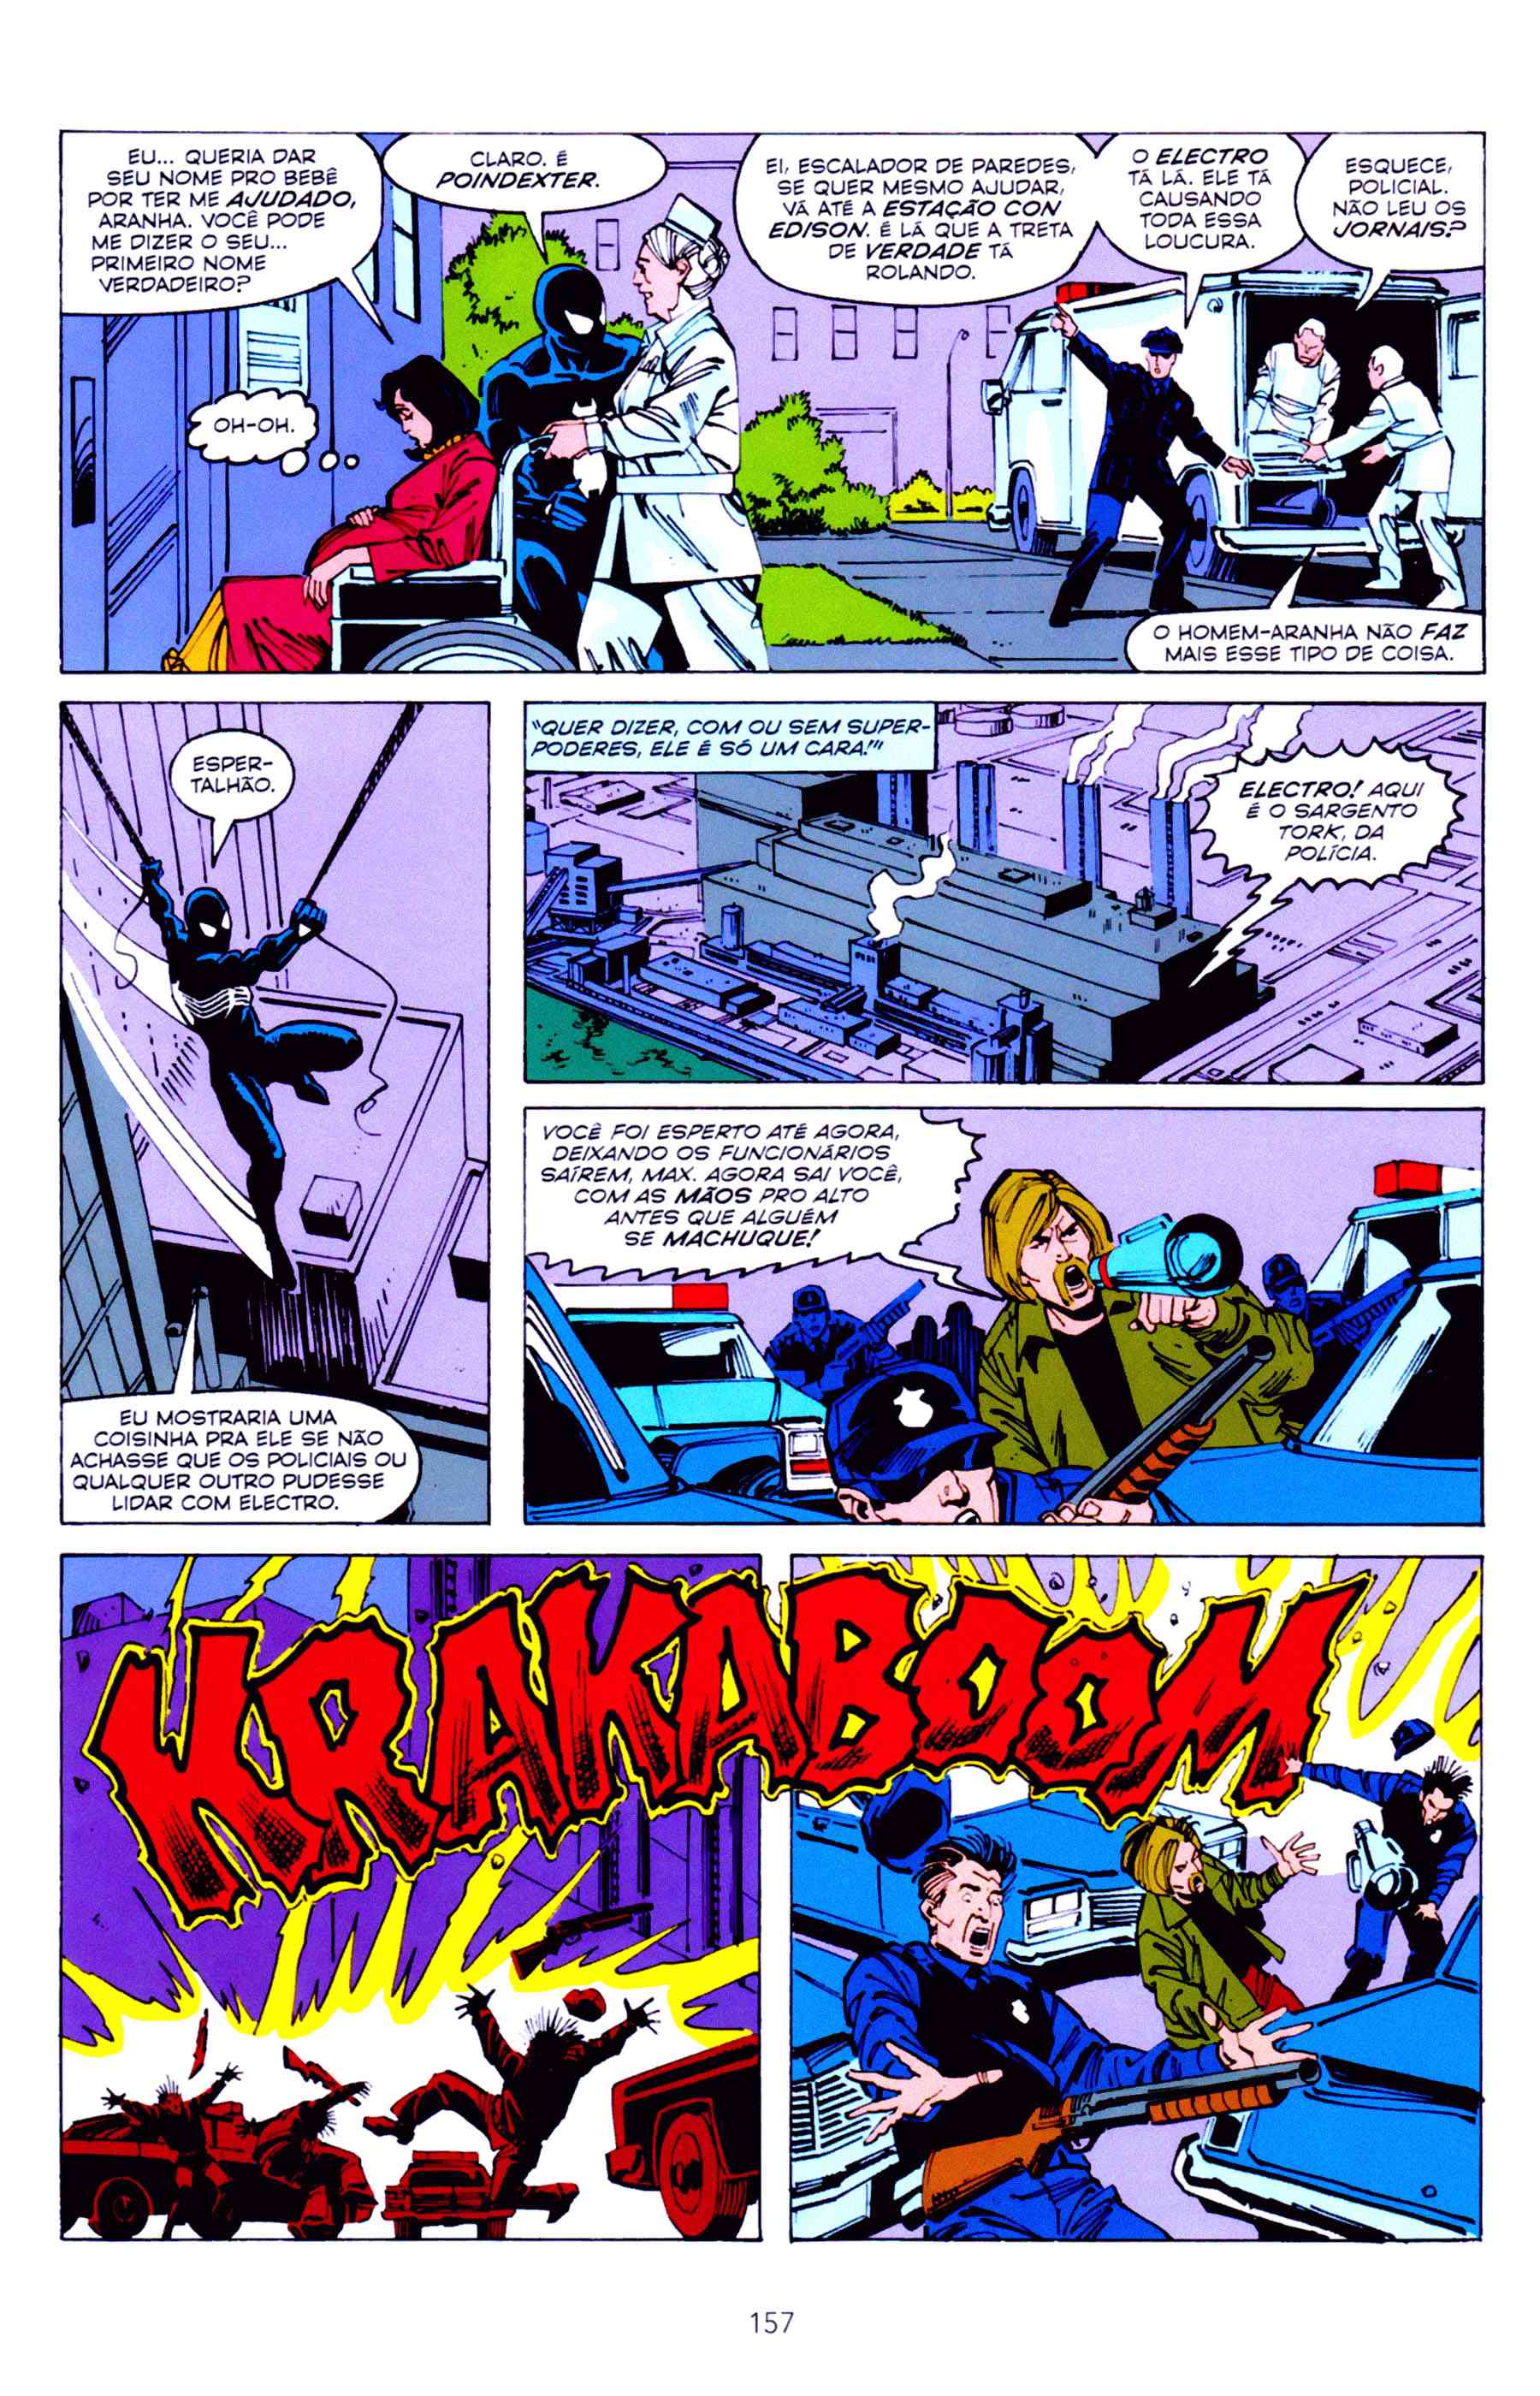 EU... QUERIA DAR
SEU NOME PRO BEBÊ
POR TER ME AJUDADO,
ARANHA. VOCÊ PODE
ME DIZER O SEU...
PRIMEIRO NOME
VERDADEIRO?
CLARO. É
POINDEXTER.
OH-OH.
EI, ESCALADOR DE PAREDES,
SE QUER MESMO AJUDAR,
VÁ ATÉ A ESTAÇÃO CON
EDISON. É LÁ QUE A TRETA
DE VERDADE TÁ
ROLANDO.
O ELECTRO
TÁ LÁ. ELE TÁ
CAUSANDO
TODA ESSA
LOUCURA.
ESQUECE,
POLICIAL.
NÃO LEU OS
JORNAIS?
O HOMEM-ARANHA NÃO FAZ
MAIS ESSE TIPO DE COISA.
ESPER-
TALHÃO.
EU MOSTRARIA UMA
COISINHA PRA ELE SE NÃO
ACHASSE QUE OS POLICIAIS OU
QUALQUER OUTRO PUDESSE
LIDAR COM ELECTRO.
"QUER DIZER, COM OU SEM SUPER-
PODERES, ELE É SÓ UM CARA!"
ELECTRO! AQUI
É O SARGENTO
TORK, DA
POLÍCIA.
VOCÊ FOI ESPERTO ATÉ AGORA,
DEIXANDO OS FUNCIONÁRIOS
SAÍREM, MAX. AGORA SAI VOCÊ,
COM AS MÃOS PRO ALTO
ANTES QUE ALGUÉM
SE MACHUQUE!
KRAKABOOM
157